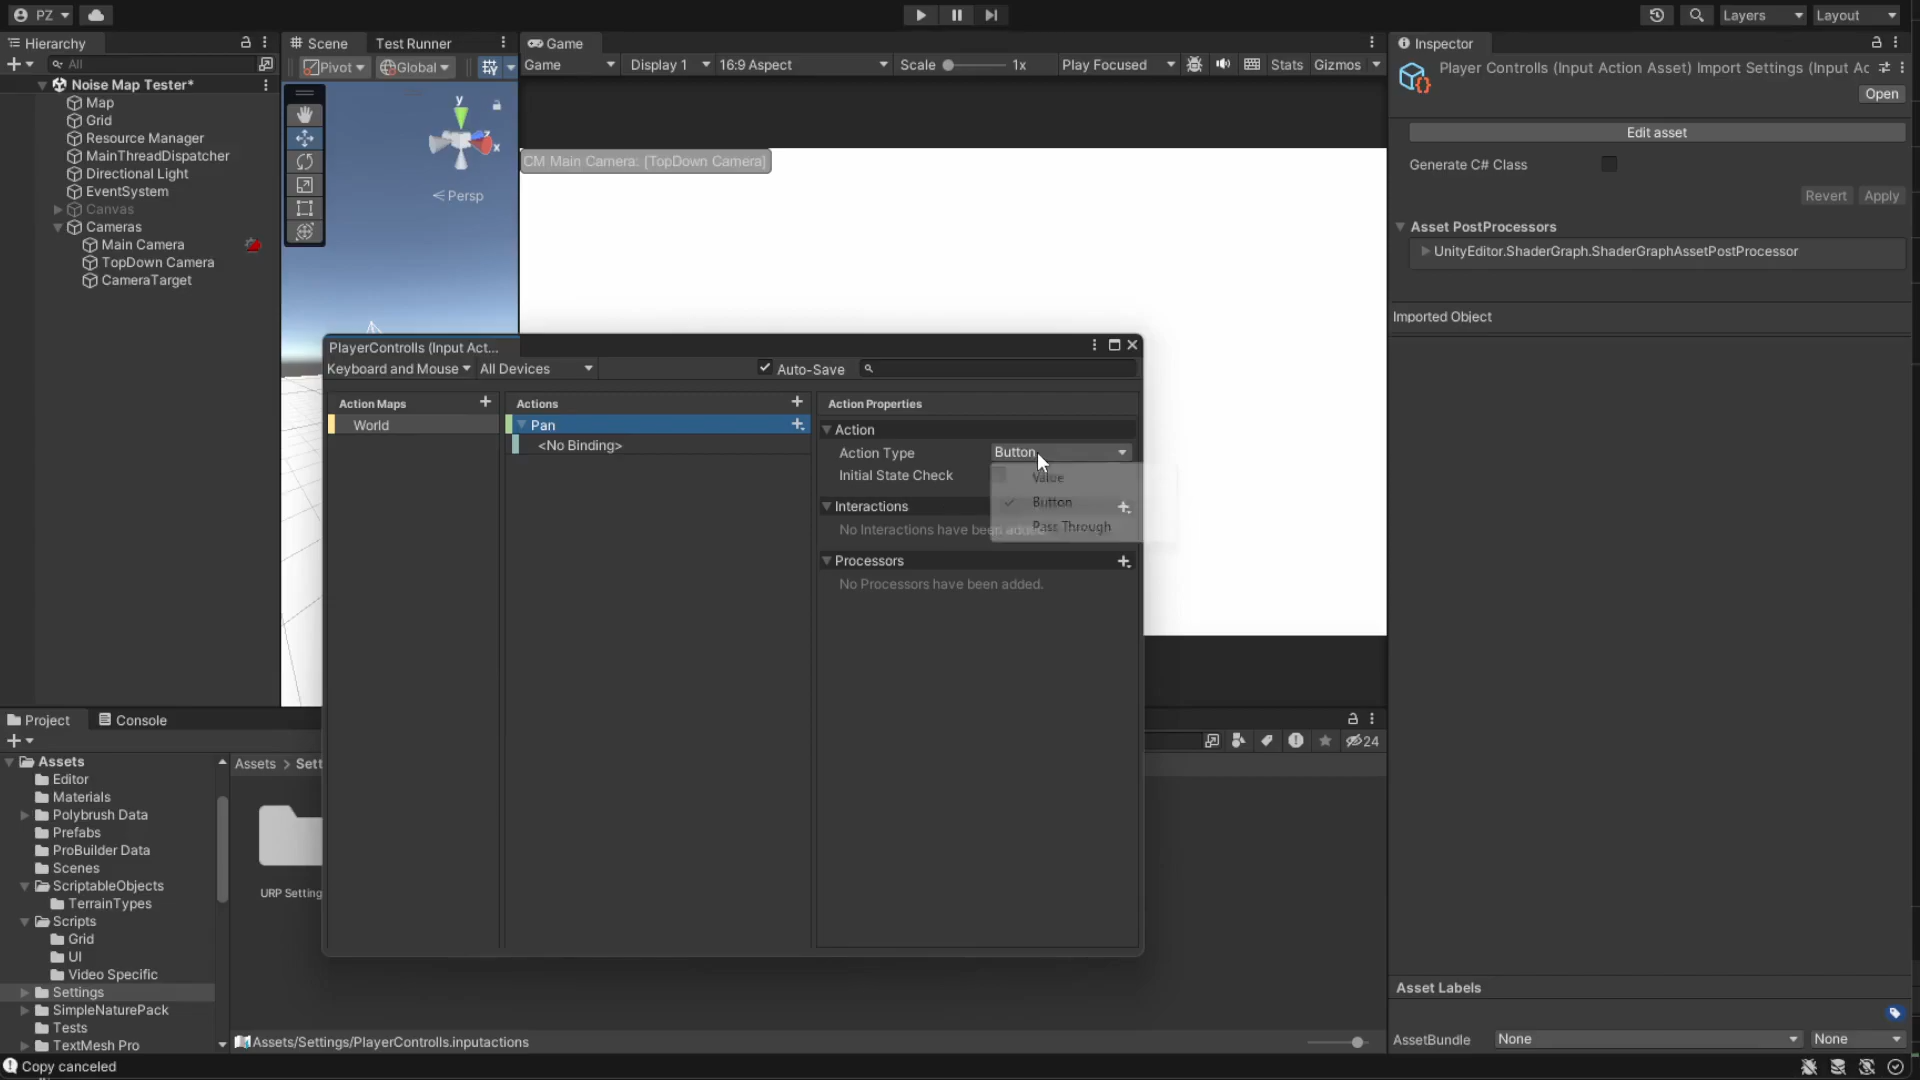 PZ
Layers
Layout
Hierarchy
All
Noise Map Tester*
Map
Grid
Resource Manager
MainThreadDispatcher
Directional Light
EventSystem
Canvas
Cameras
Main Camera
TopDown Camera
CameraTarget
Scene
Test Runner
Pivot
Global
y
x
z
Persp
Game
Game
Display 1
16:9 Aspect
Scale
1x
Play Focused
Stats
Gizmos
CM Main Camera: [TopDown Camera]
Inspector
Player Controlls (Input Action Asset) Import Settings (Input Ac
Open
Edit asset
Generate C# Class
Revert
Apply
Asset PostProcessors
UnityEditor.ShaderGraph.ShaderGraphAssetPostProcessor
Imported Object
PlayerControlls (Input Act...
Keyboard and Mouse
All Devices
Auto-Save
Action Maps
World
Actions
Pan
<No Binding>
Action Properties
Action
Action Type
Button
Initial State Check
Value
Button
Pass Through
Interactions
No Interactions have been added.
Processors
No Processors have been added.
Project
Console
24
Assets
Editor
Materials
Polybrush Data
Prefabs
ProBuilder Data
Scenes
ScriptableObjects
TerrainTypes
Scripts
Grid
UI
Video Specific
Settings
SimpleNaturePack
Tests
TextMesh Pro
Assets > Sett
URP Setting
Assets/Settings/PlayerControlls.inputactions
Asset Labels
AssetBundle
None
None
Copy canceled